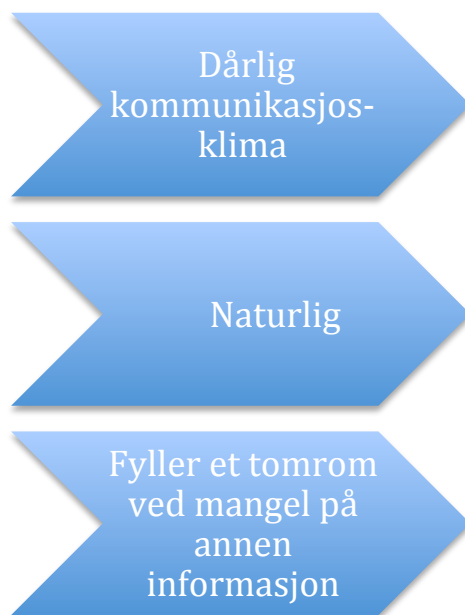 Dårlig
kommunikasjos-
klima
Naturlig
Fyller et tomrom
ved mangel på
annen
informasjon